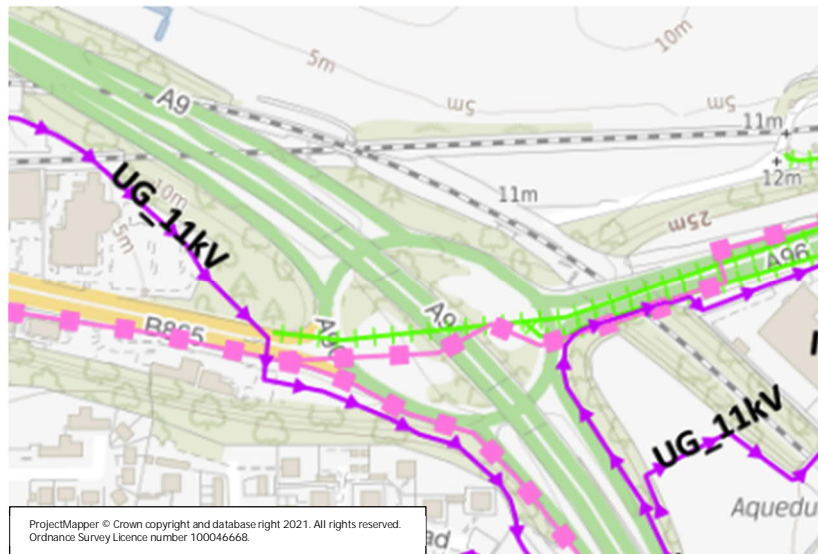 A9
5m
10m
5m
5m
11m
12m
11m
UG_11kV
10m
5m
25m
A96
A9
B865
UG_11kV
Aquedu
ad
ProjectMapper © Crown copyright and database right 2021. All rights reserved.
Ordnance Survey Licence number 100046668.